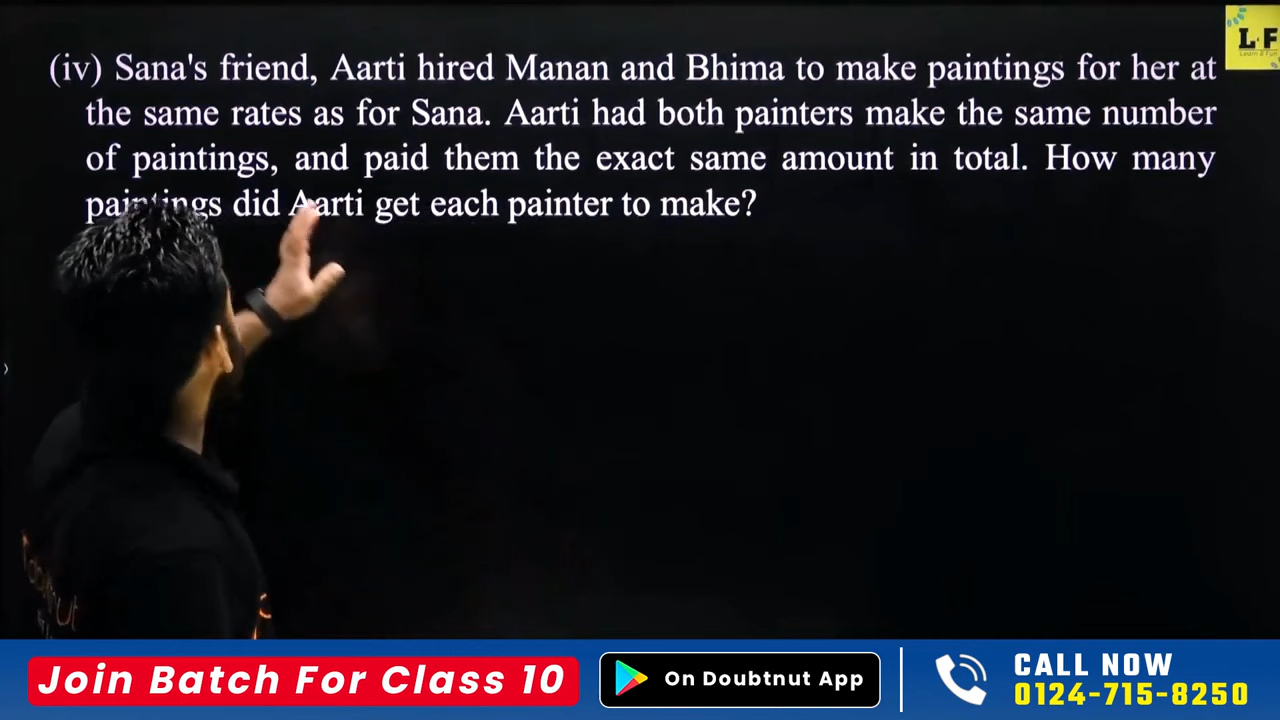 (iv) Sana's friend, Aarti hired Manan and Bhima to make paintings for her at
the same rates as for Sana. Aarti had both painters make the same number
of paintings, and paid them the exact same amount in total. How many
paintings did Aarti get each painter to make?
L F
Learn 2 Fun
Join Batch For Class 10
On Doubtnut App
CALL NOW
0124-715-8250